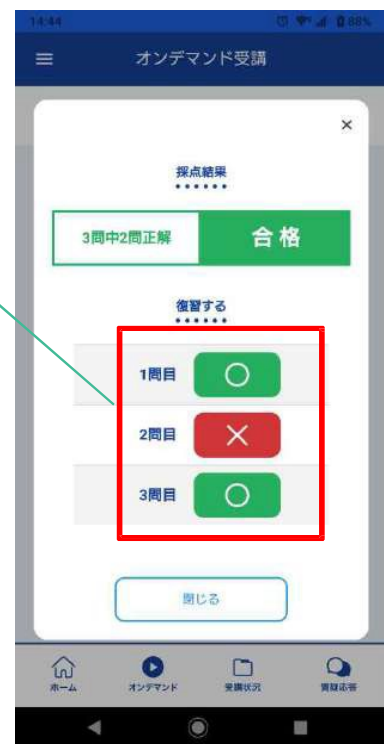 14:44 88%
オンデマンド受講
×
採点結果
3問中2問正解 合格
復習する
1問目 ○
2問目 ×
3問目 ○
閉じる
ホーム オンデマンド 受講状況 質疑応答